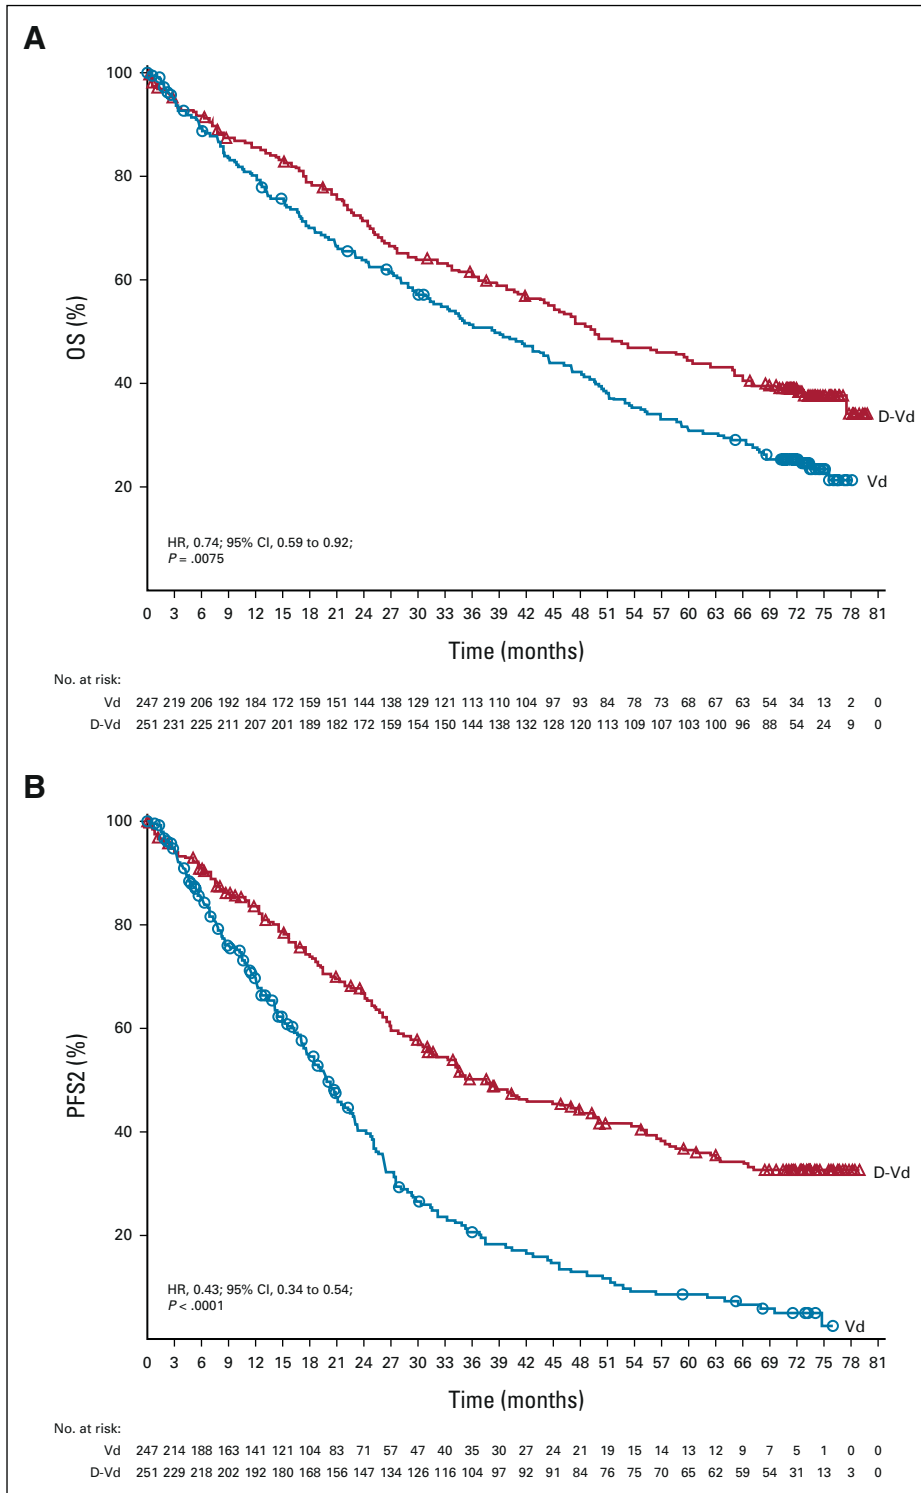 A
100
80
60
40
20
OS (%)
D-Vd
Vd
HR, 0.74; 95% CI, 0.59 to 0.92;
P = .0075
0 3 6 9 12 15 18 21 24 27 30 33 36 39 42 45 48 51 54 57 60 63 66 69 72 75 78 81
Time (months)
No. at risk:
Vd 247 219 206 192 184 172 159 151 144 138 129 121 113 110 104 97 93 84 78 73 68 67 63 54 34 13 2 0
D-Vd 251 231 225 211 207 201 189 182 172 159 154 150 144 138 132 128 120 113 109 107 103 100 96 88 54 24 9 0
B
100
80
60
40
20
PFS2 (%)
D-Vd
Vd
HR, 0.43; 95% CI, 0.34 to 0.54;
P < .0001
0 3 6 9 12 15 18 21 24 27 30 33 36 39 42 45 48 51 54 57 60 63 66 69 72 75 78 81
Time (months)
No. at risk:
Vd 247 214 188 163 141 121 104 83 71 57 47 40 35 30 27 24 21 19 15 14 13 12 9 7 5 1 0 0
D-Vd 251 229 218 202 192 180 168 156 147 134 126 116 104 97 92 91 84 76 75 70 65 62 59 54 31 13 3 0